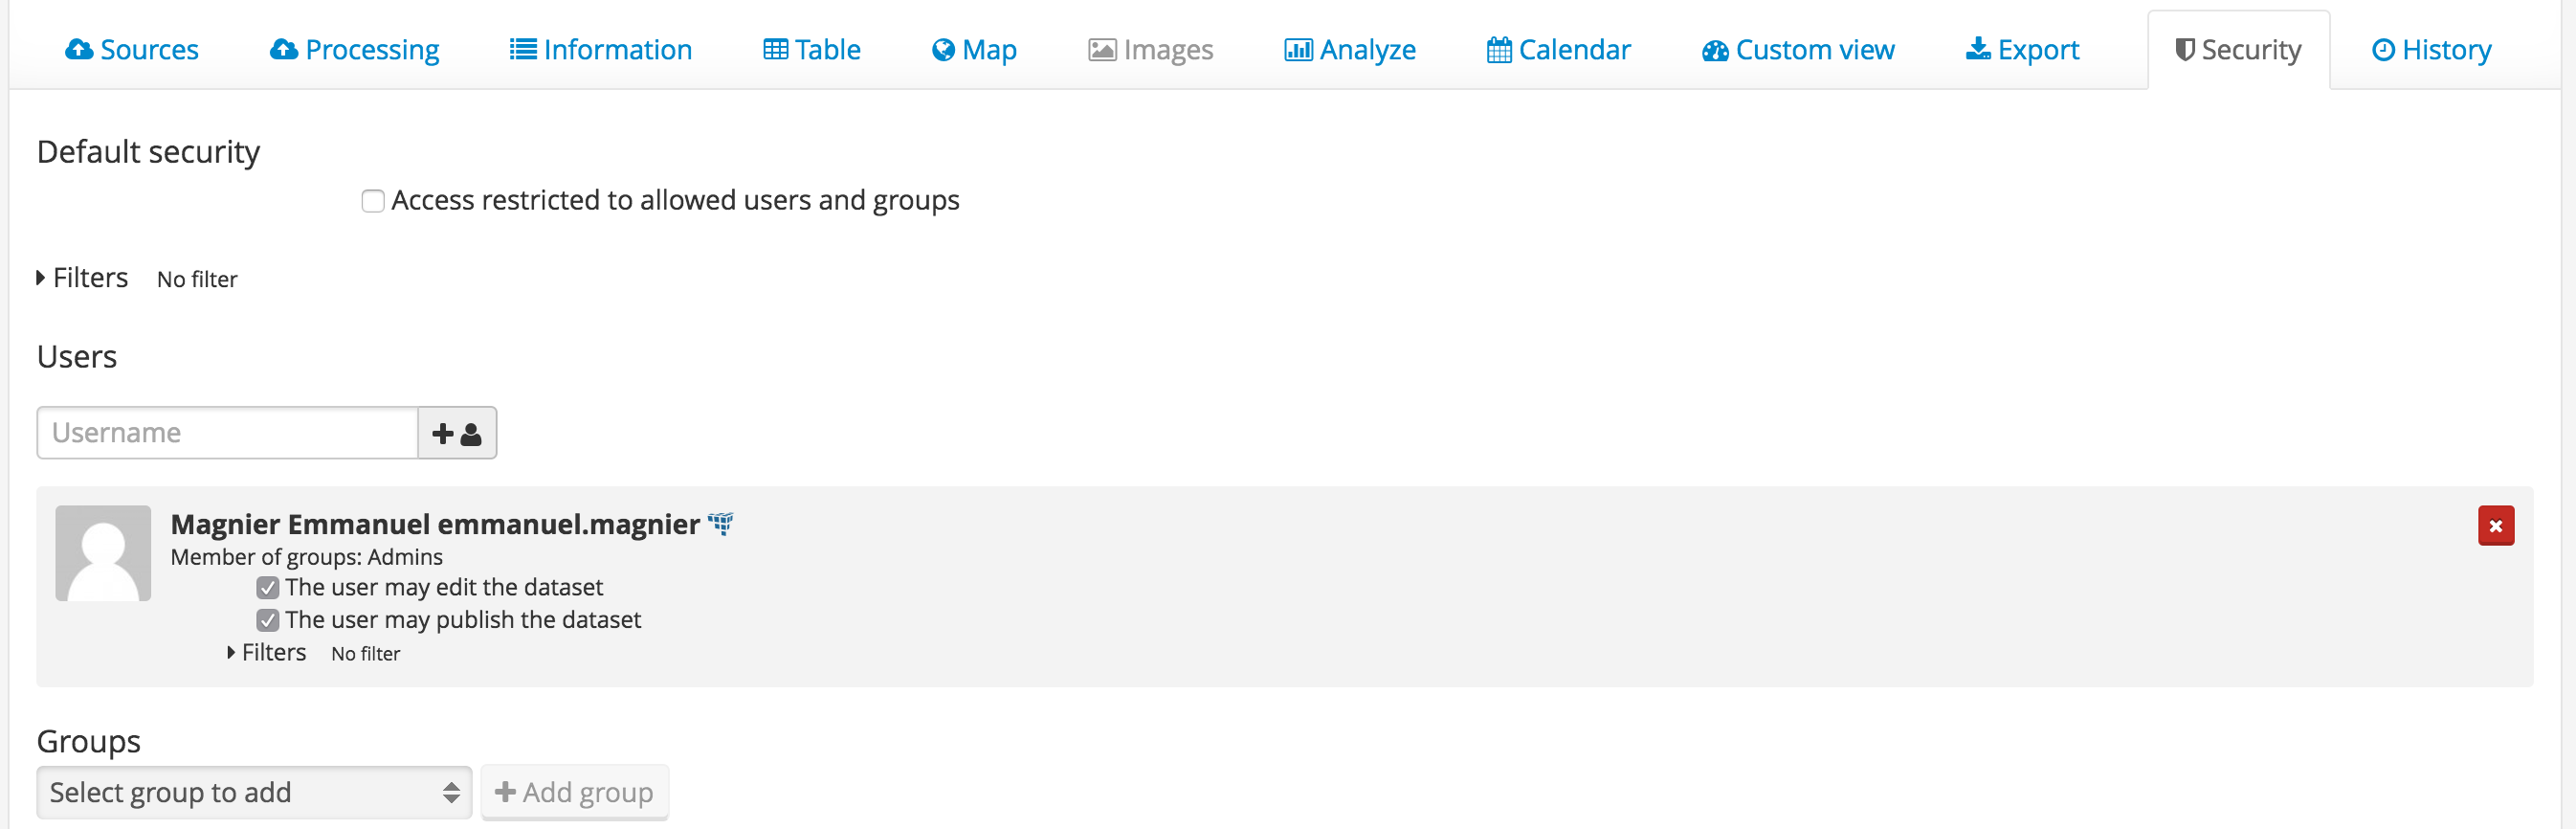 Sources Processing Information Table Map Images Analyze Calendar Custom view Export Security History
Default security
Access restricted to allowed users and groups
Filters No filter
Users
Username
Magnier Emmanuel emmanuel.magnier
Member of groups: Admins
The user may edit the dataset
The user may publish the dataset
Filters No filter
Groups
Select group to add Add group